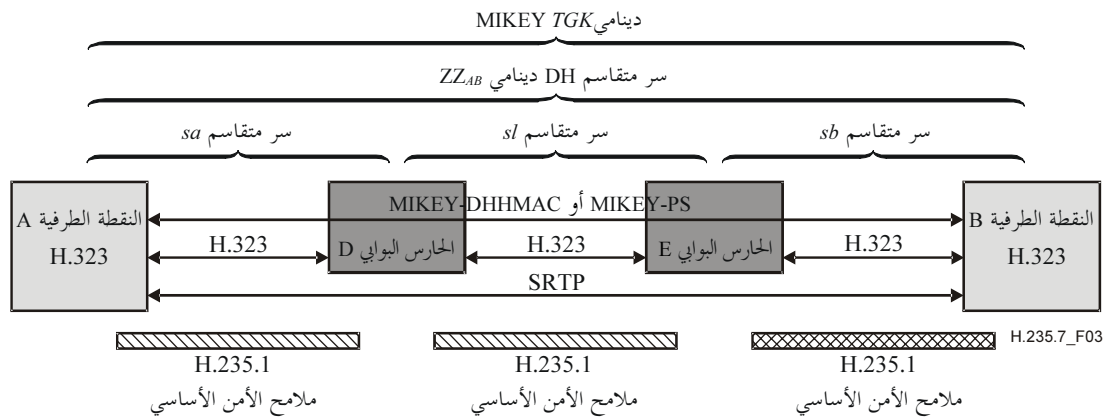 دينامي MIKEY TGK
سر متقاسم DH دينامي ZZAB
سر متقاسم sa
سر متقاسم sl
سر متقاسم sb
النقطة الطرفية A
H.323
MIKEY-PS أو MIKEY-DHHMAC
النقطة الطرفية B
H.323
H.323
الحارس البوابي D
H.323
الحارس البوابي E
H.323
SRTP
H.235.7_F03
H.235.1
ملامح الأمن الأساسي
H.235.1
ملامح الأمن الأساسي
H.235.1
ملامح الأمن الأساسي